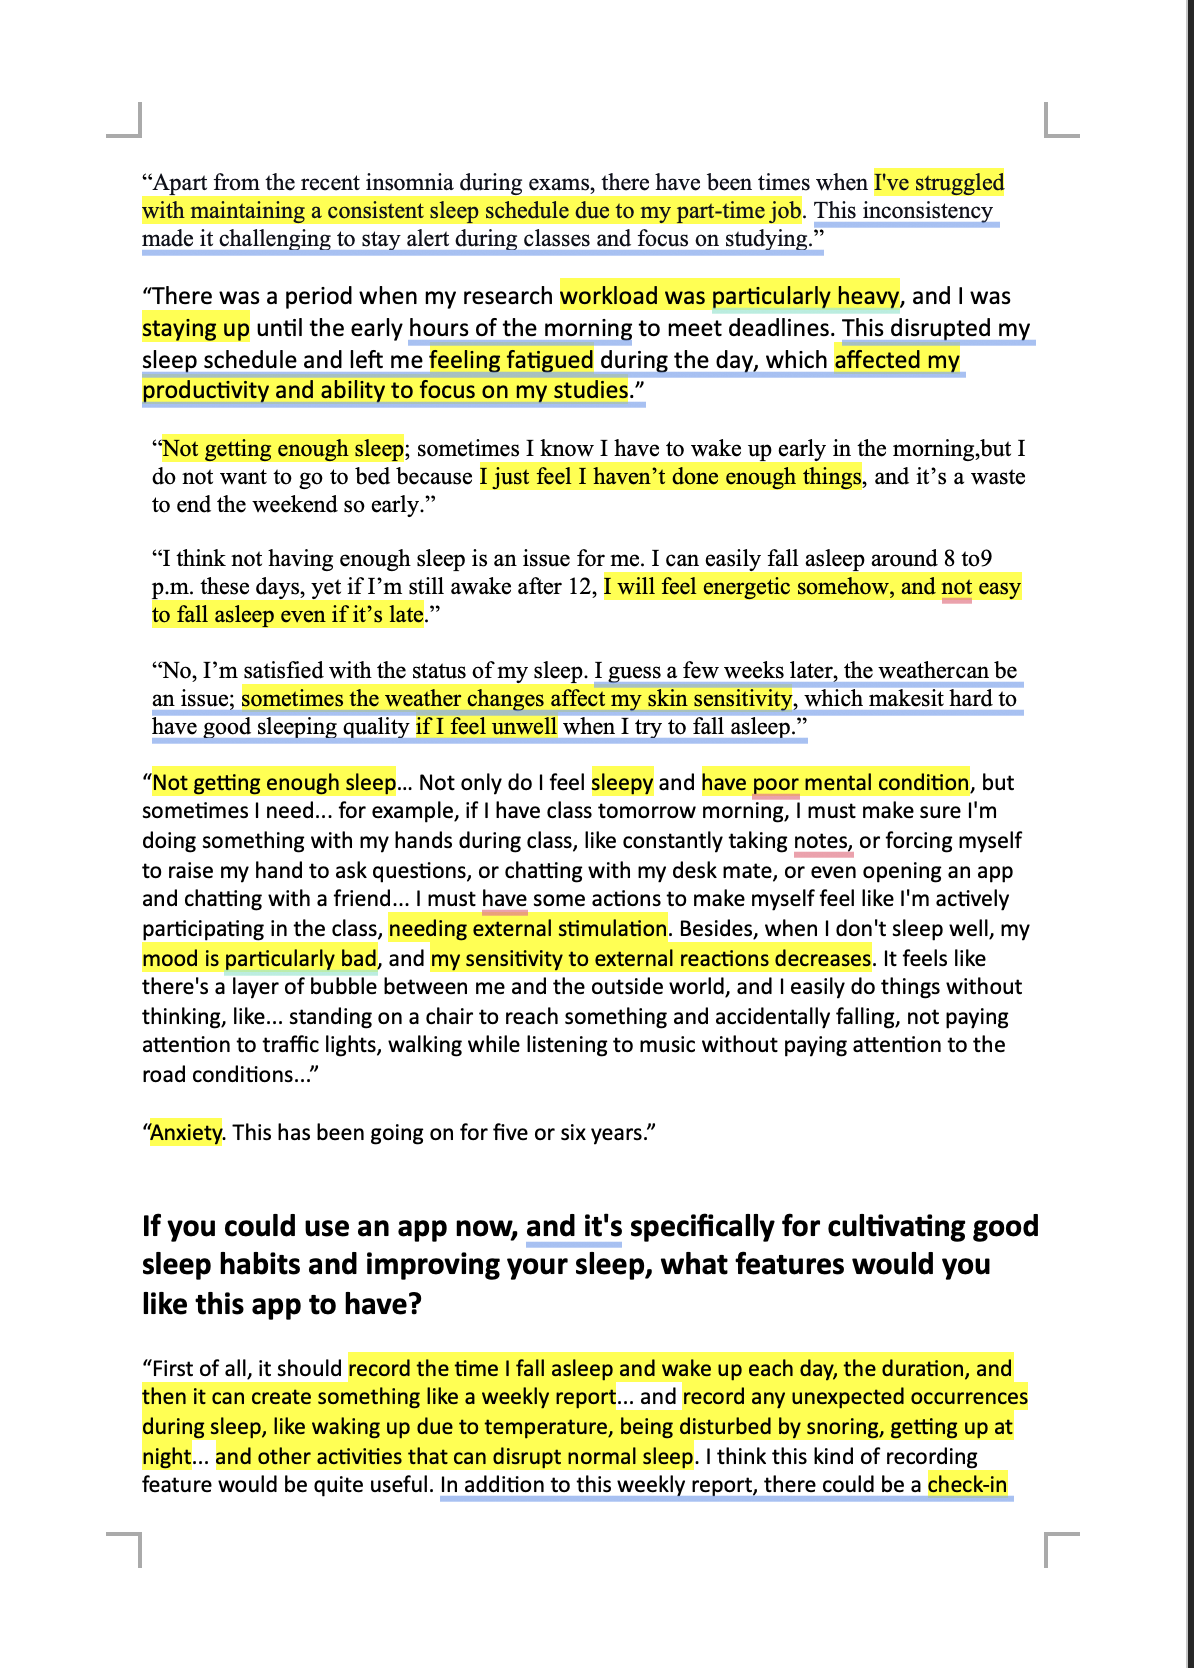 “Apart from the recent insomnia during exams, there have been times when I've struggled
with maintaining a consistent sleep schedule due to my part-time job. This inconsistency
made it challenging to stay alert during classes and focus on studying.”
“There was a period when my research workload was particularly heavy, and I was
staying up until the early hours of the morning to meet deadlines. This disrupted my
sleep schedule and left me feeling fatigued during the day, which affected my
productivity and ability to focus on my studies.”
“Not getting enough sleep; sometimes I know I have to wake up early in the morning,but I
do not want to go to bed because I just feel I haven’t done enough things, and it’s a waste
to end the weekend so early.”
“I think not having enough sleep is an issue for me. I can easily fall asleep around 8 to9
p.m. these days, yet if I’m still awake after 12, I will feel energetic somehow, and not easy
to fall asleep even if it’s late.”
“No, I’m satisfied with the status of my sleep. I guess a few weeks later, the weathercan be
an issue; sometimes the weather changes affect my skin sensitivity, which makesit hard to
have good sleeping quality if I feel unwell when I try to fall asleep.”
“Not getting enough sleep... Not only do I feel sleepy and have poor mental condition, but
sometimes I need... for example, if I have class tomorrow morning, I must make sure I'm
doing something with my hands during class, like constantly taking notes, or forcing myself
to raise my hand to ask questions, or chatting with my desk mate, or even opening an app
and chatting with a friend... I must have some actions to make myself feel like I'm actively
participating in the class, needing external stimulation. Besides, when I don't sleep well, my
mood is particularly bad, and my sensitivity to external reactions decreases. It feels like
there's a layer of bubble between me and the outside world, and I easily do things without
thinking, like... standing on a chair to reach something and accidentally falling, not paying
attention to traffic lights, walking while listening to music without paying attention to the
road conditions...”
“Anxiety. This has been going on for five or six years.”
If you could use an app now, and it's specifically for cultivating good
sleep habits and improving your sleep, what features would you
like this app to have?
“First of all, it should record the time I fall asleep and wake up each day, the duration, and
then it can create something like a weekly report... and record any unexpected occurrences
during sleep, like waking up due to temperature, being disturbed by snoring, getting up at
night... and other activities that can disrupt normal sleep. I think this kind of recording
feature would be quite useful. In addition to this weekly report, there could be a check-in